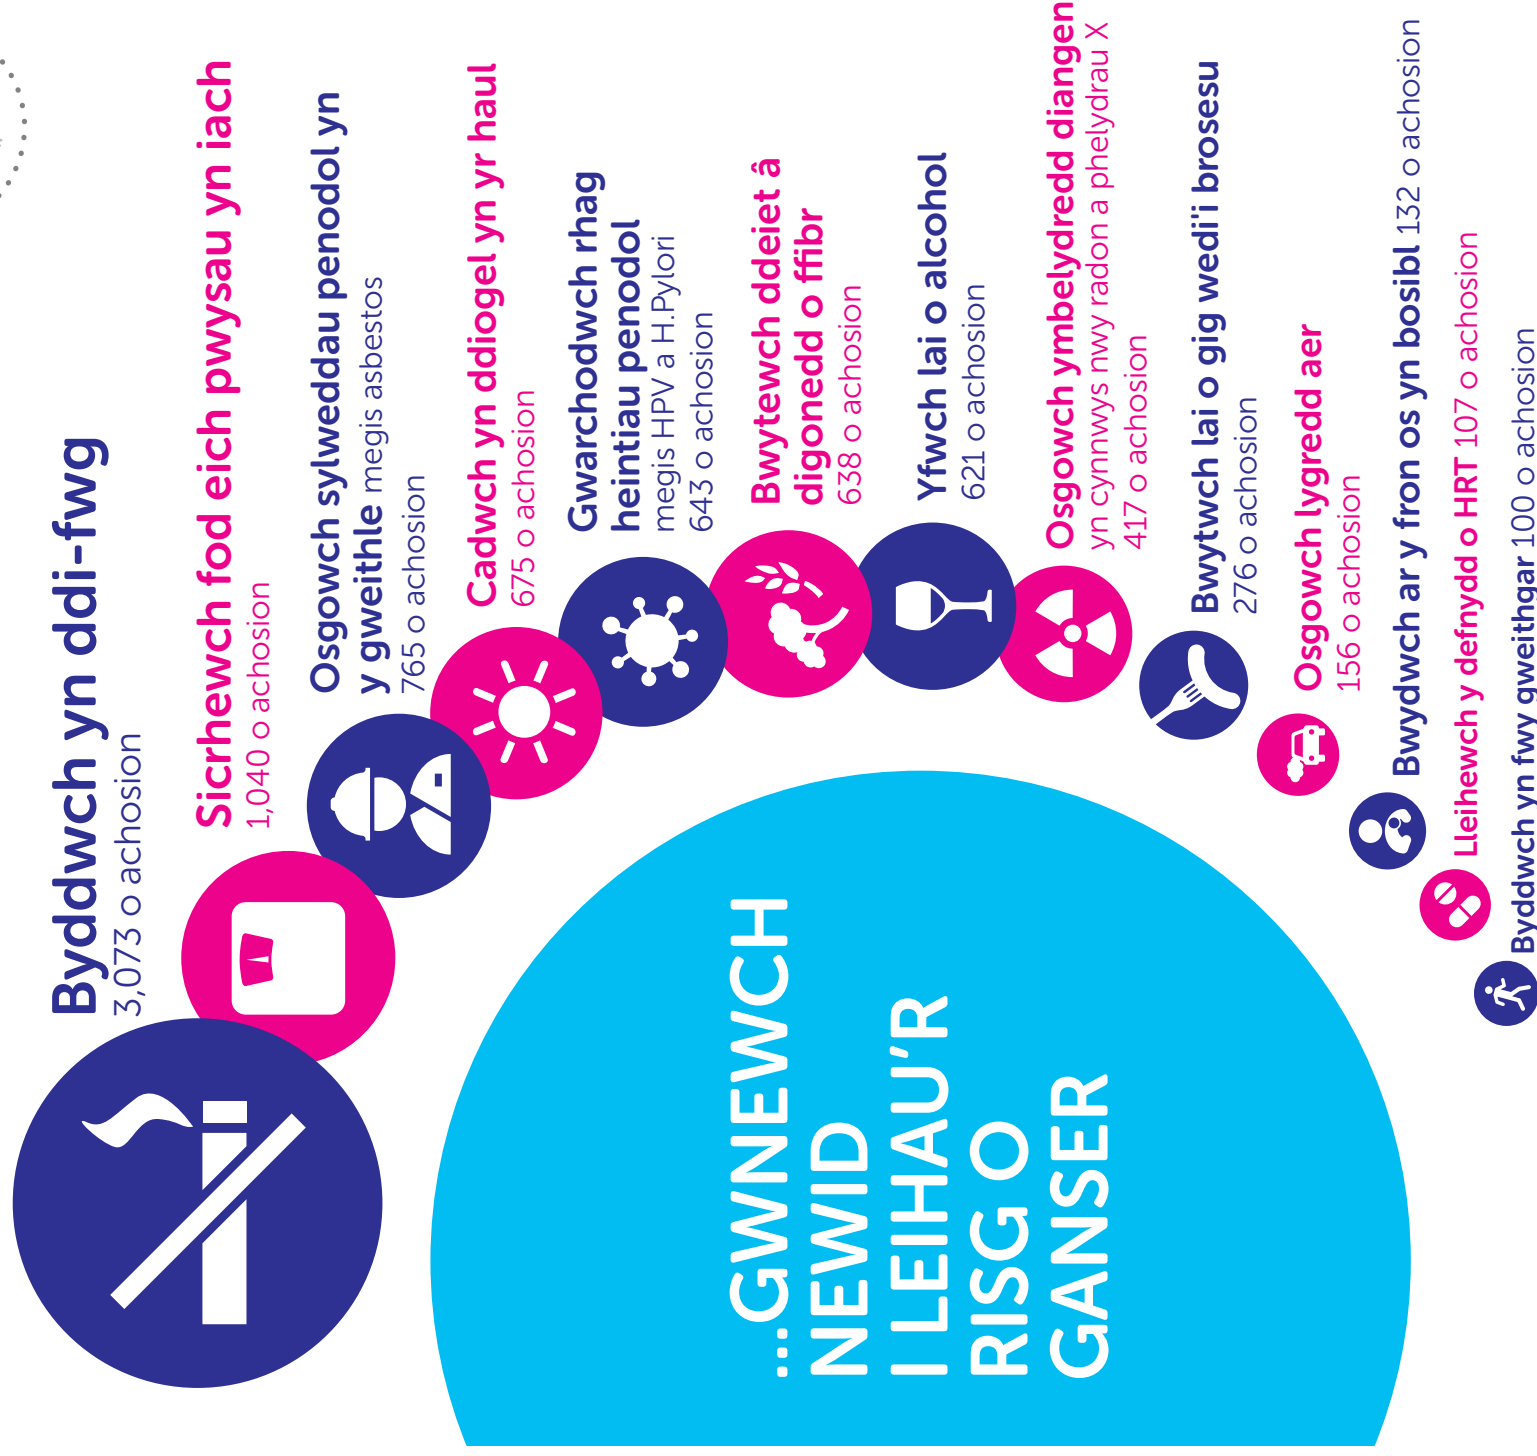 Byddwch yn ddi-fwg
3,073 o achosion
Sicrhewch fod eich pwysau yn iach
1,040 o achosion
Osgowch sylweddau penodol yn
y gweithle megis asbestos
765 o achosion
Cadwch yn ddiogel yn yr haul
675 o achosion
Gwarchodwch rhag
heintiau penodol
megis HPV a H.Pylori
643 o achosion
Bwytewch ddeiet â
digonedd o ffibr
638 o achosion
Yfwch lai o alcohol
621 o achosion
Osgowch ymbelydredd diangen
yn cynnwys nwy radon a phelydrau X
417 o achosion
Bwytwch lai o gig wedi'i brosesu
276 o achosion
Osgowch lygredd aer
156 o achosion
Bwydwch ar y fron os yn bosibl 132 o achosion
Lleihewch y defnydd o HRT 107 o achosion
Byddwch yn fwy gweithgar 100 o achosion
...GWNEWCH
NEWID
I LEIHAU'R
RISG O
GANSER